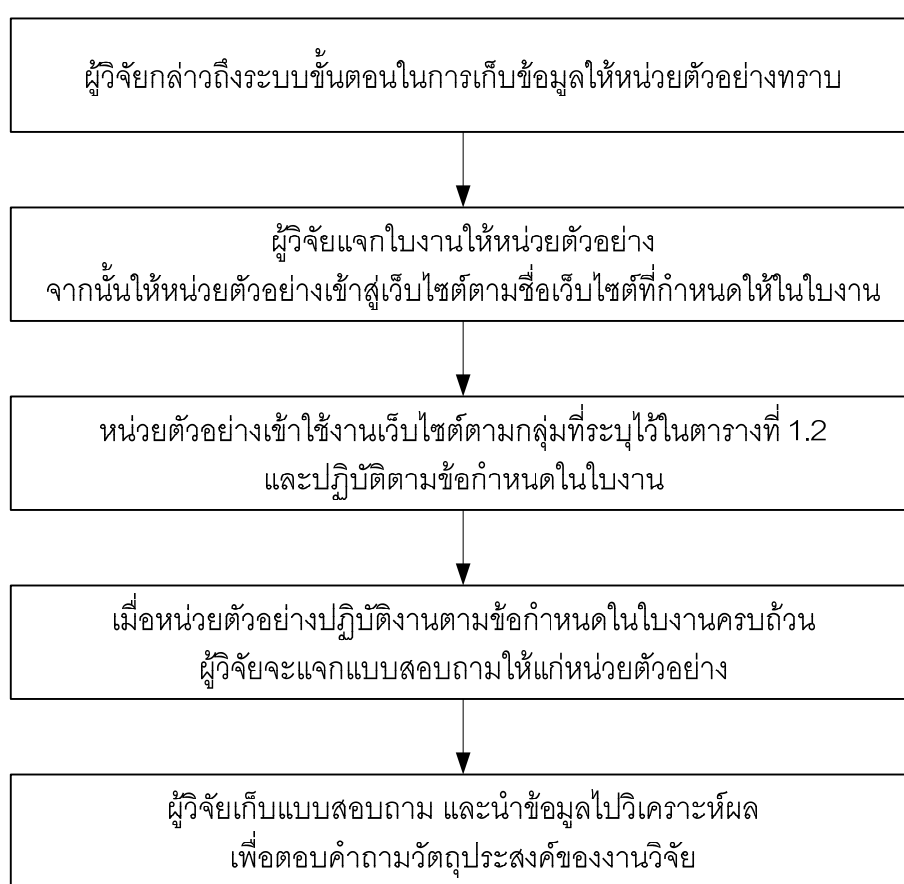 ผู้วิจัยกล่าวถึงระบบขั้นตอนในการเก็บข้อมูลให้หน่วยตัวอย่างทราบ
ผู้วิจัยแจกใบงานให้หน่วยตัวอย่าง
จากนั้นให้หน่วยตัวอย่างเข้าสู่เว็บไซต์ตามชื่อเว็บไซต์ที่กำหนดให้ในใบงาน
หน่วยตัวอย่างเข้าใช้งานเว็บไซต์ตามกลุ่มที่ระบุไว้ในตารางที่ 1.2
และปฏิบัติตามข้อกำหนดในใบงาน
เมื่อหน่วยตัวอย่างปฏิบัติงานตามข้อกำหนดในใบงานครบถ้วน
ผู้วิจัยจะแจกแบบสอบถามให้แก่หน่วยตัวอย่าง
ผู้วิจัยเก็บแบบสอบถาม และนำข้อมูลไปวิเคราะห์ผล
เพื่อตอบคำถามวัตถุประสงค์ของงานวิจัย